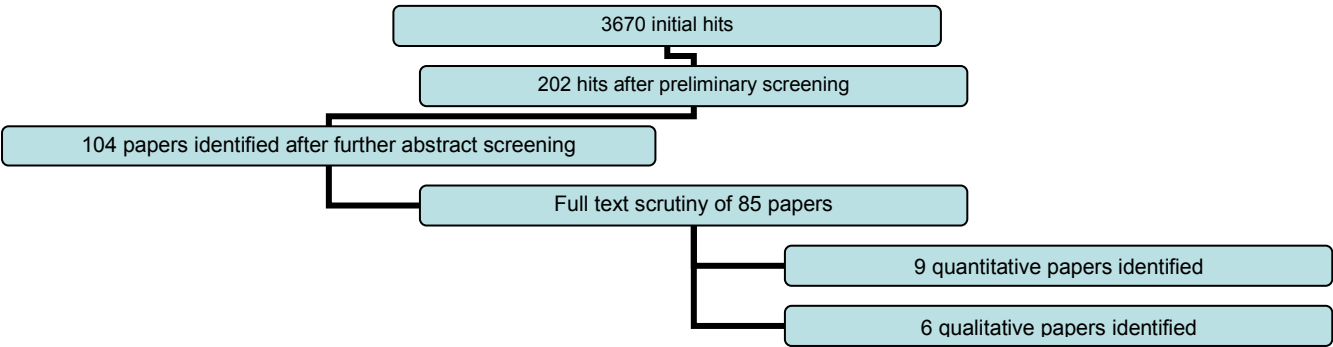 3670 initial hits
202 hits after preliminary screening
104 papers identified after further abstract screening
Full text scrutiny of 85 papers
9 quantitative papers identified
6 qualitative papers identified